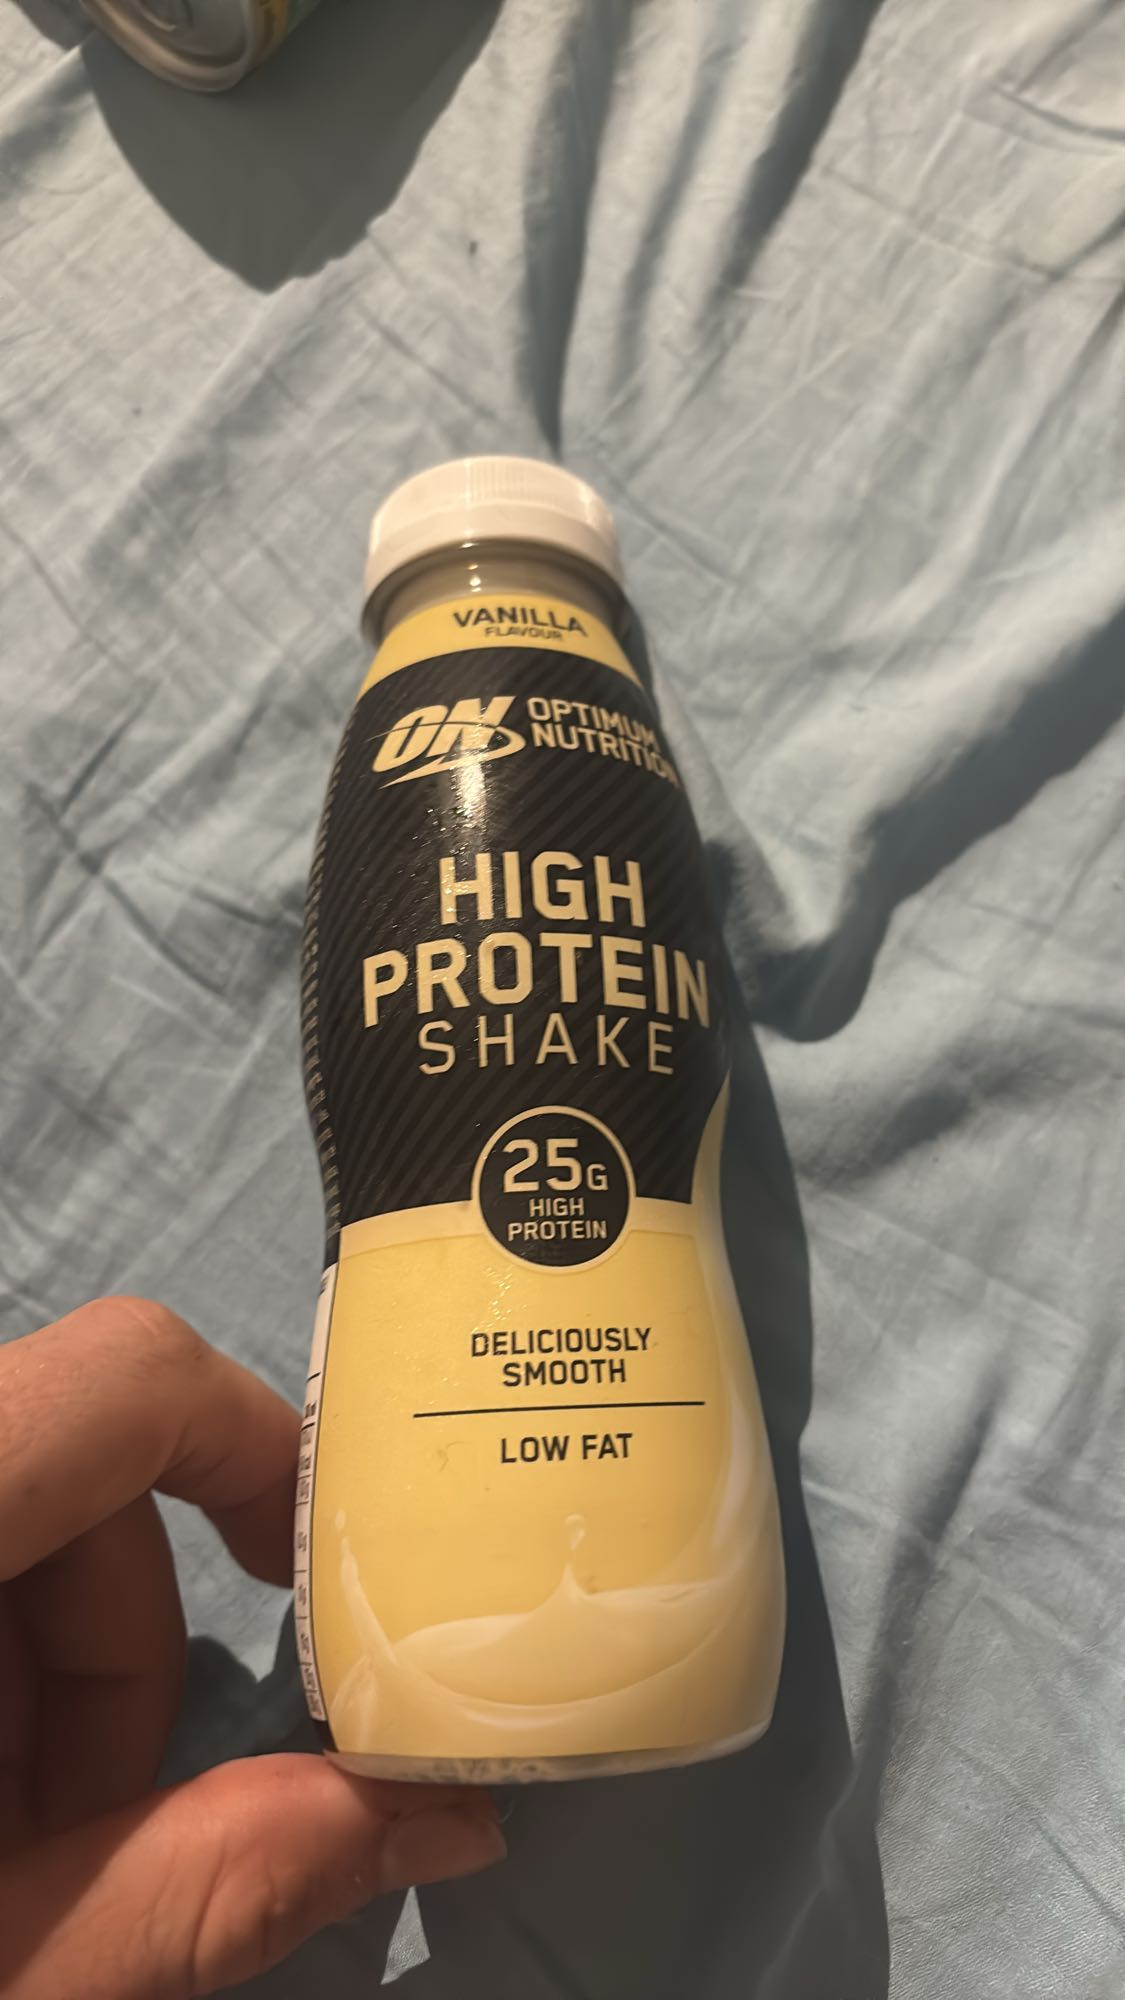 VANILLA
FLAVOUR
ON OPTIMUM
NUTRITION
HIGH
PROTEIN
SHAKE
25G
HIGH
PROTEIN
DELICIOUSLY
SMOOTH
LOW FAT